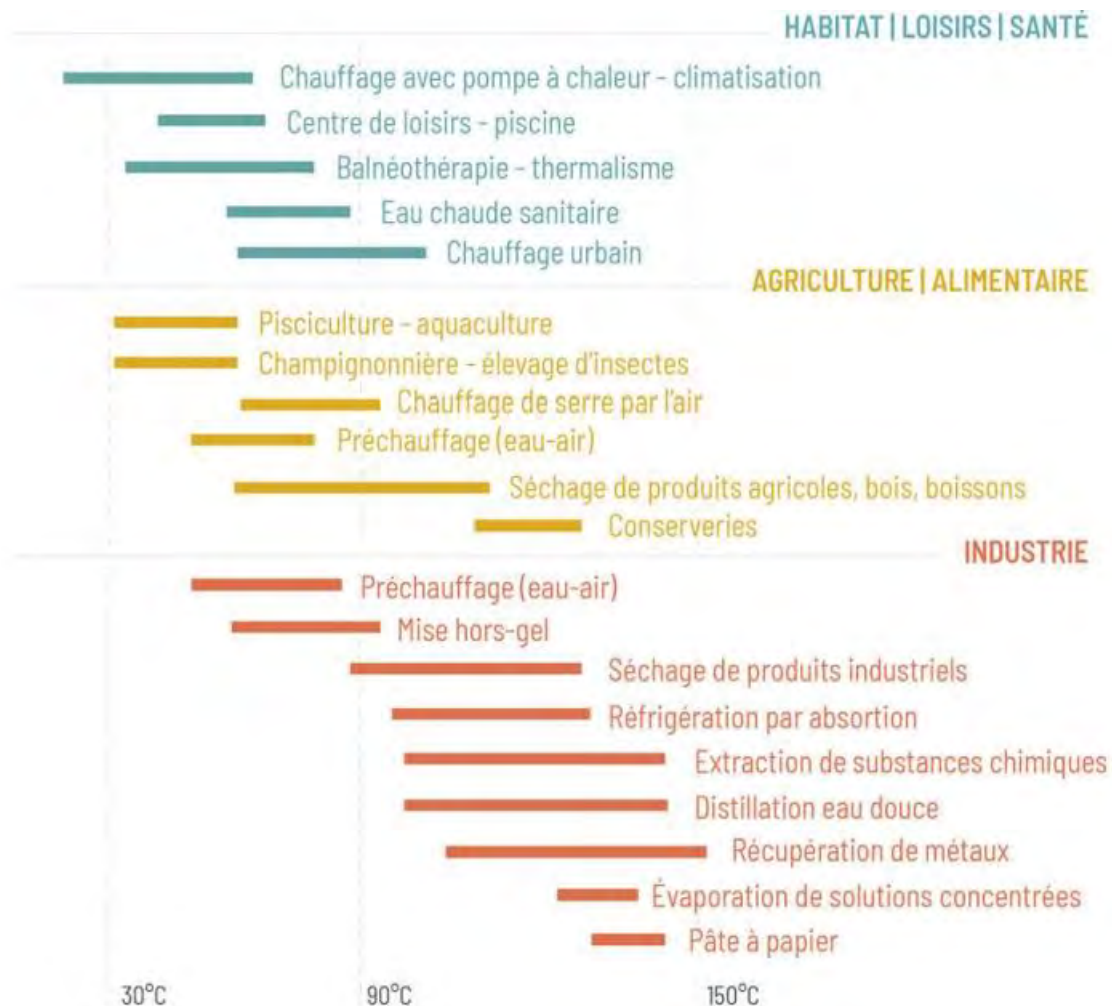 HABITAT | LOISIRS | SANTÉ
Chauffage avec pompe à chaleur - climatisation
Centre de loisirs - piscine
Balnéothérapie - thermalisme
Eau chaude sanitaire
Chauffage urbain
AGRICULTURE | ALIMENTAIRE
Pisciculture - aquaculture
Champignonnière - élevage d'insectes
Chauffage de serre par l'air
Préchauffage (eau-air)
Séchage de produits agricoles, bois, boissons
Conserveries
INDUSTRIE
Préchauffage (eau-air)
Mise hors-gel
Séchage de produits industriels
Réfrigération par absortion
Extraction de substances chimiques
Distillation eau douce
Récupération de métaux
Évaporation de solutions concentrées
Pâte à papier
30°C 90°C 150°C